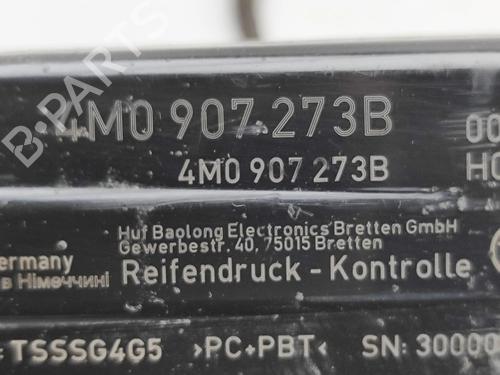 4M0 907 273B
00
4M0 907 273B
Huf Baolong Electronics Bretten GmbH
Gewerbestr. 40, 75015 Bretten
ermany
в Німеччині
Reifendruck - Kontrolle
: TSSSG4G5 >PC+PBT< SN: 30000
B-Parts